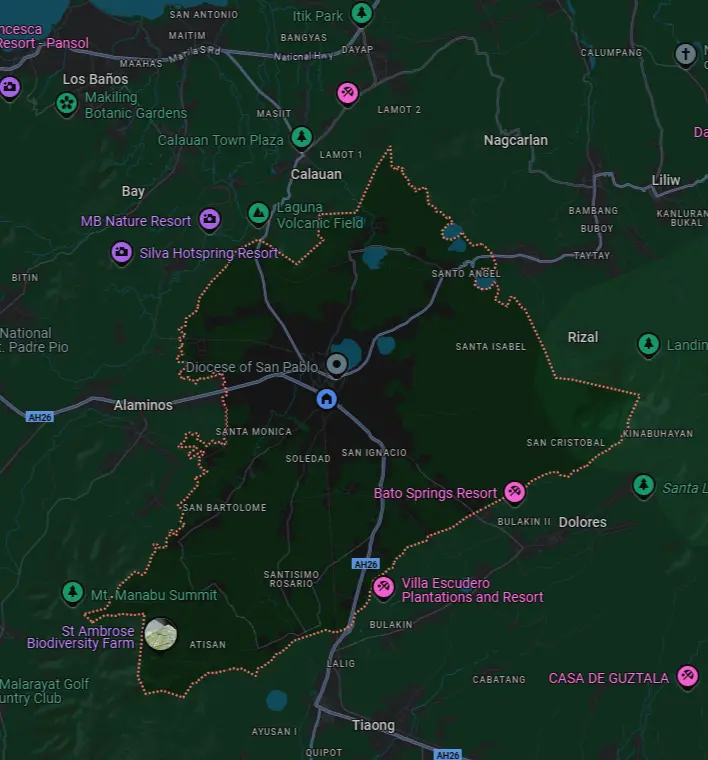 SAN ANTONIO
Itik Park
ncesca
Resort - Pansol
MAITIM
BANGYAS
DAYAP
MAAHAS
Manila S Rd
National Hwy
CALUMPANG
Los Baños
Makiling
Botanic Gardens
MASIIT
LAMOT 2
Calauan Town Plaza
LAMOT 1
Nagcarlan
Da
Calauan
Bay
Liliw
MB Nature Resort
Laguna
Volcanic Field
BAMBANG
KANLURAN
BUKAL
BUBOY
Silva Hotspring Resort
TAYTAY
BITIN
SANTO ANGEL
National
t. Padre Pio
Rizal
SANTA ISABEL
Landin
Diocese of San Pablo
Alaminos
AH26
SANTA MONICA
KINABUHAYAN
SAN CRISTOBAL
SAN IGNACIO
SOLEDAD
Bato Springs Resort
Santa L
SAN BARTOLOME
BULAKIN II
Dolores
AH26
SANTISIMO
ROSARIO
Villa Escudero
Plantations and Resort
Mt. Manabu Summit
BULAKIN
St Ambrose
Biodiversity Farm
ATISAN
LALIG
CABATANG
CASA DE GUZTALA
Malarayat Golf
untry Club
Tiaong
AYUSAN I
QUIPOT
AH26